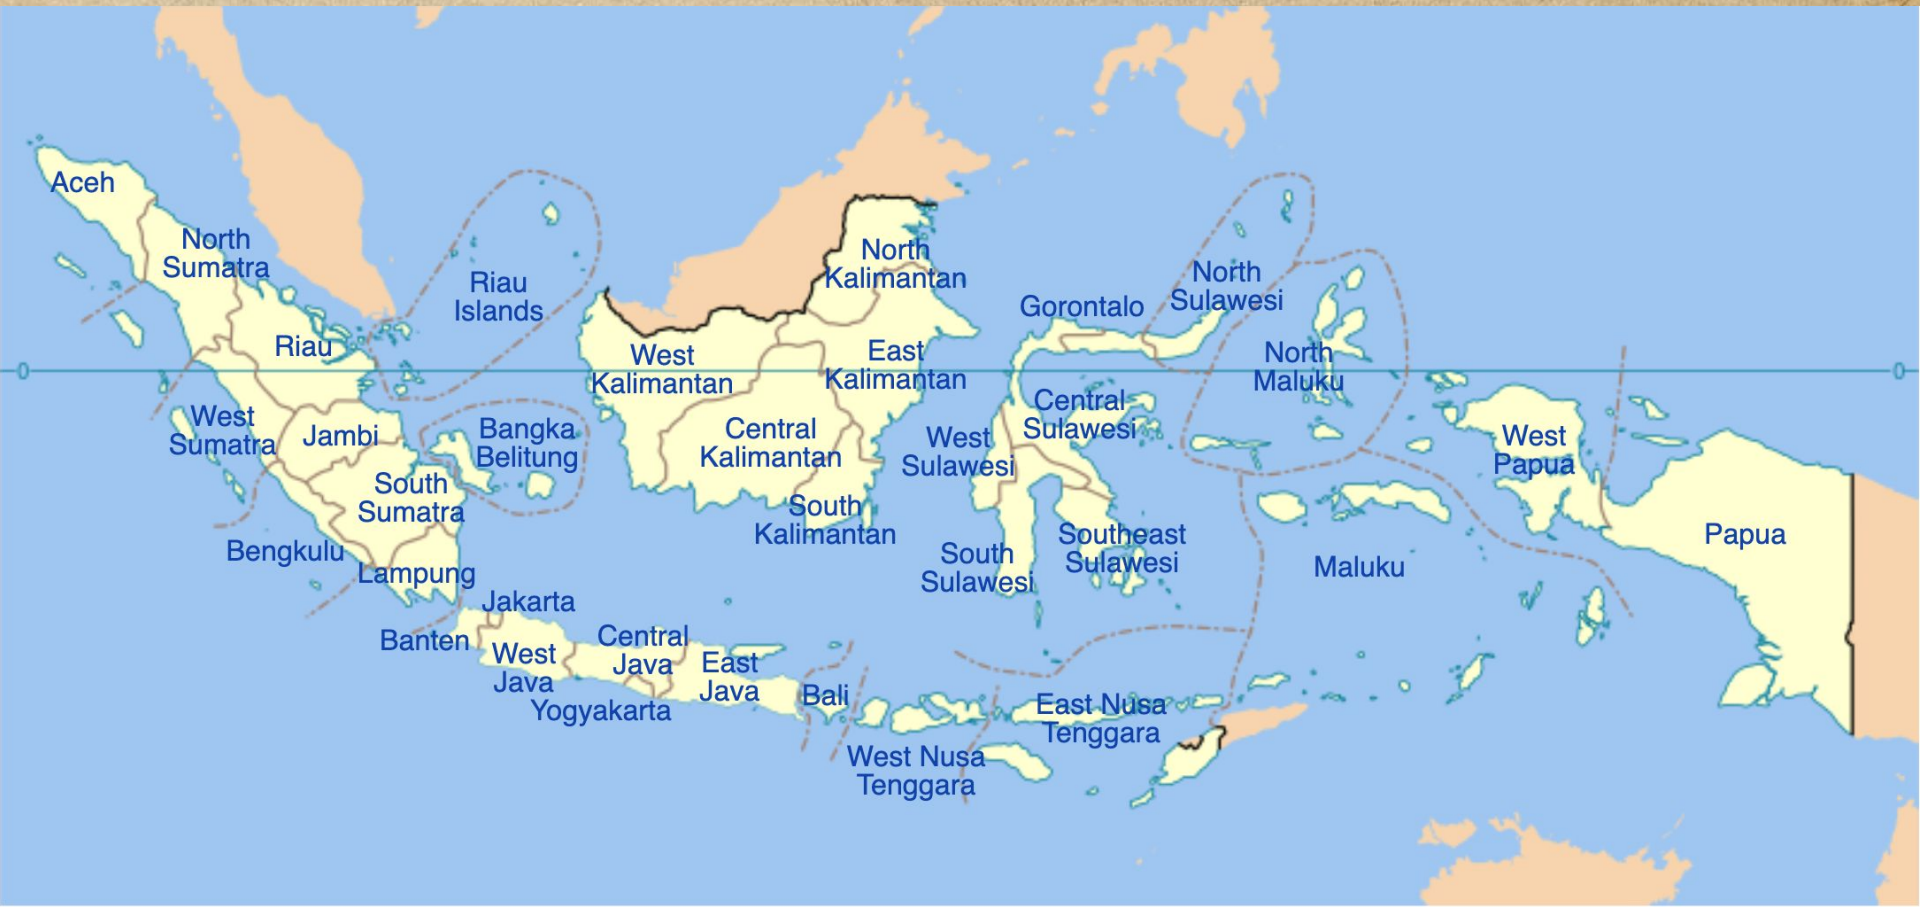 Aceh
North
Sumatra
Riau
Islands
North
Kalimantan
Gorontalo
North
Sulawesi
Riau
West
Kalimantan
East
Kalimantan
North
Maluku
0
0
West
Sumatra
Jambi
Bangka
Belitung
Central
Kalimantan
West
Sulawesi
Central
Sulawesi
West
Papua
South
Sumatra
South
Kalimantan
Bengkulu
Lampung
South
Sulawesi
Southeast
Sulawesi
Maluku
Papua
Jakarta
Banten
West
Java
Central
Java
Yogyakarta
East
Java
Bali
West Nusa
Tenggara
East Nusa
Tenggara